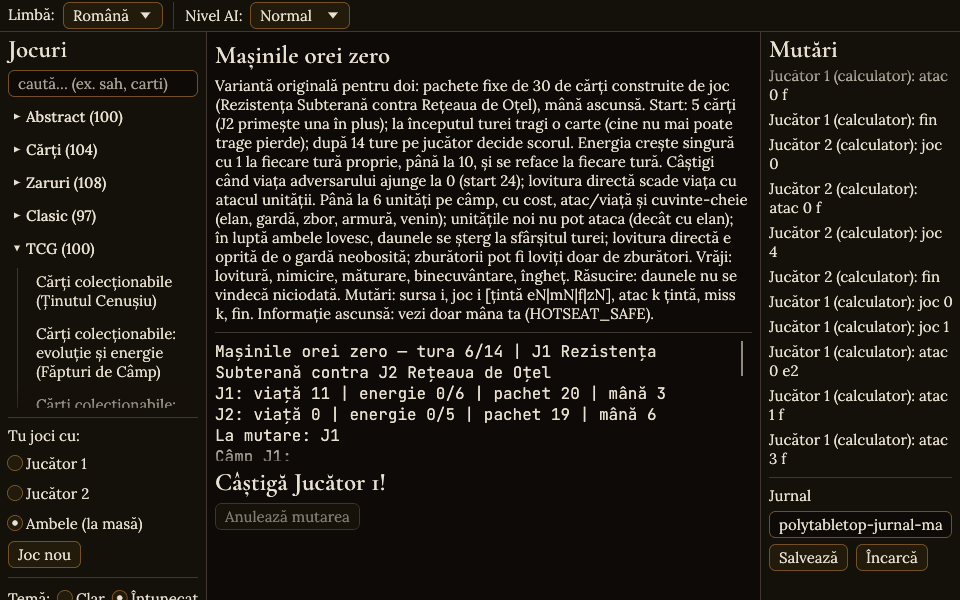 Limbă: Română ▼ Nivel AI: Normal ▼
Jocuri
caută... (ex. sah, carti)
▸ Abstract (100)
▸ Cărți (104)
▸ Zaruri (108)
▸ Clasic (97)
▾ TCG (100)
Cărți colecționabile
(Ținutul Cenușiu)
Cărți colecționabile:
evoluție și energie
(Făpturi de Câmp)
Cărți colecționabile:
Tu joci cu:
Jucător 1
Jucător 2
Ambele (la masă)
Joc nou
Temă: Clar Întunecat
Mașinile orei zero
Variantă originală pentru doi: pachete fixe de 30 de cărți construite de joc
(Rezistența Subterană contra Rețeaua de Oțel), mână ascunsă. Start: 5 cărți
(J2 primește una în plus); la începutul turei tragi o carte (cine nu mai poate
trage pierde); după 14 ture pe jucător decide scorul. Energia crește singură
cu 1 la fiecare tură proprie, până la 10, și se reface la fiecare tură. Câștigi
când viața adversarului ajunge la 0 (start 24); lovitura directă scade viața cu
atacul unității. Până la 6 unități pe câmp, cu cost, atac/viață și cuvinte-cheie
(elan, gardă, zbor, armură, venin); unitățile noi nu pot ataca (decât cu elan);
în luptă ambele lovesc, daunele se șterg la sfârșitul turei; lovitura directă e
oprită de o gardă neobosită; zburătorii pot fi loviți doar de zburători. Vrăji:
lovitură, nimicire, măturare, binecuvântare, îngheț. Răsucire: daunele nu se
vindecă niciodată. Mutări: sursa i, joc i [țintă eN|mN|f|zN], atac k țintă, miss
k, fin. Informație ascunsă: vezi doar mâna ta (HOTSEAT_SAFE).
Mașinile orei zero — tura 6/14 | J1 Rezistența
Subterană contra J2 Rețeaua de Oțel
J1: viață 11 | energie 0/6 | pachet 20 | mână 3
J2: viață 0 | energie 0/5 | pachet 19 | mână 6
La mutare: J1
Câmp J1:
Câștigă Jucător 1!
Anulează mutarea
Mutări
Jucător 1 (calculator): atac
0 f
Jucător 1 (calculator): fin
Jucător 2 (calculator): joc
0
Jucător 2 (calculator):
atac 0 f
Jucător 2 (calculator): joc
4
Jucător 2 (calculator): fin
Jucător 1 (calculator): joc 0
Jucător 1 (calculator): joc 1
Jucător 1 (calculator): atac
0 e2
Jucător 1 (calculator): atac
1 f
Jucător 1 (calculator): atac
3 f
Jurnal
polytabletop-jurnal-ma
Salvează Încarcă